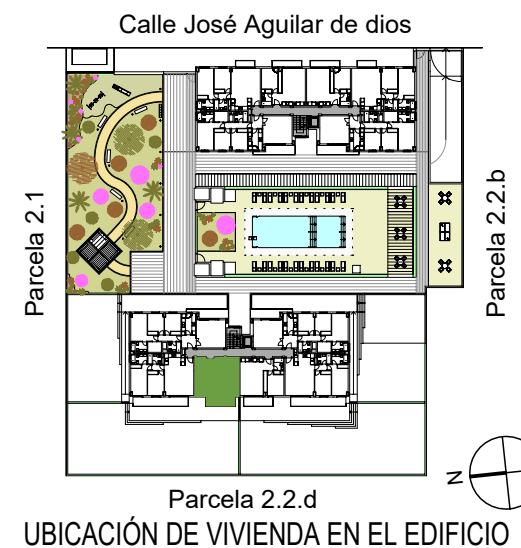 Calle José Aguilar de dios
Parcela 2.1
Parcela 2.2.b
N
Parcela 2.2.d
UBICACIÓN DE VIVIENDA EN EL EDIFICIO